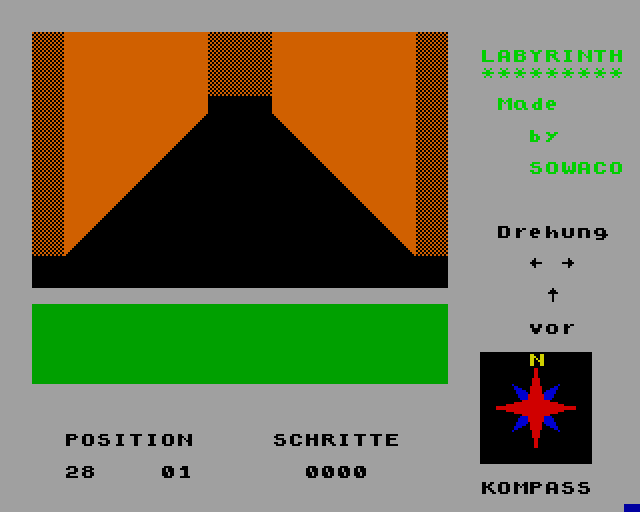 LABYRINTH
*********
Made
by
SOWACO
Drehung
← →
↑
vor
N
POSITION SCHRITTE
28 01 0000
KOMPASS